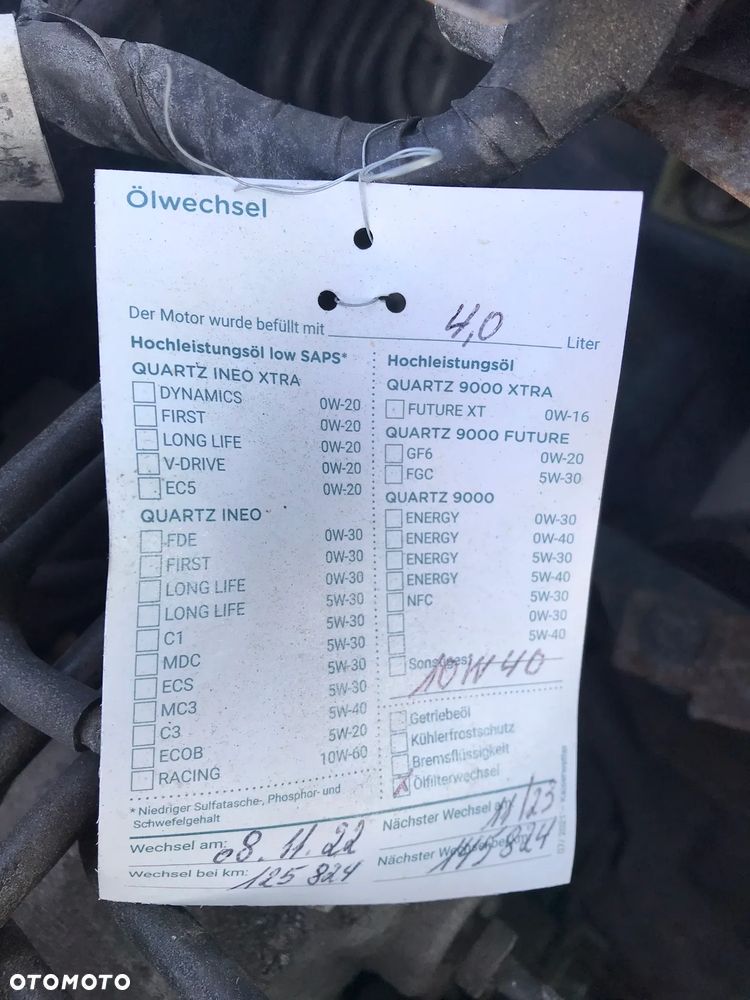 Ölwechsel
Der Motor wurde befüllt mit 4,0 Liter
Hochleistungsöl low SAPS*
QUARTZ INEO XTRA
DYNAMICS 0W-20
FIRST 0W-20
LONG LIFE 0W-20
V-DRIVE 0W-20
EC5 0W-20
QUARTZ INEO
FDE 0W-30
FIRST 0W-30
LONG LIFE 0W-30
LONG LIFE 5W-30
C1 5W-30
MDC 5W-30
ECS 5W-30
MC3 5W-40
C3 5W-20
ECOB 10W-60
RACING
* Niedriger Sulfatasche-, Phosphor- und
Schwefelgehalt
Hochleistungsöl
QUARTZ 9000 XTRA
FUTURE XT 0W-16
QUARTZ 9000 FUTURE
GF6 0W-20
FGC 5W-30
QUARTZ 9000
ENERGY 0W-30
ENERGY 0W-40
ENERGY 5W-30
ENERGY 5W-40
NFC 5W-30
0W-30
5W-40
Sonstiges*
10W40
Getriebeöl
Kühlerfrostschutz
Bremsflüssigkeit
X Ölfilterwechsel
Wechsel am: 08.11.22
Wechsel bei km: 125824
Nächster Wechsel am: 11/23
Nächster Wechsel bei km: 145824
07/2021 - Kaiserwetter
OTOMOTO